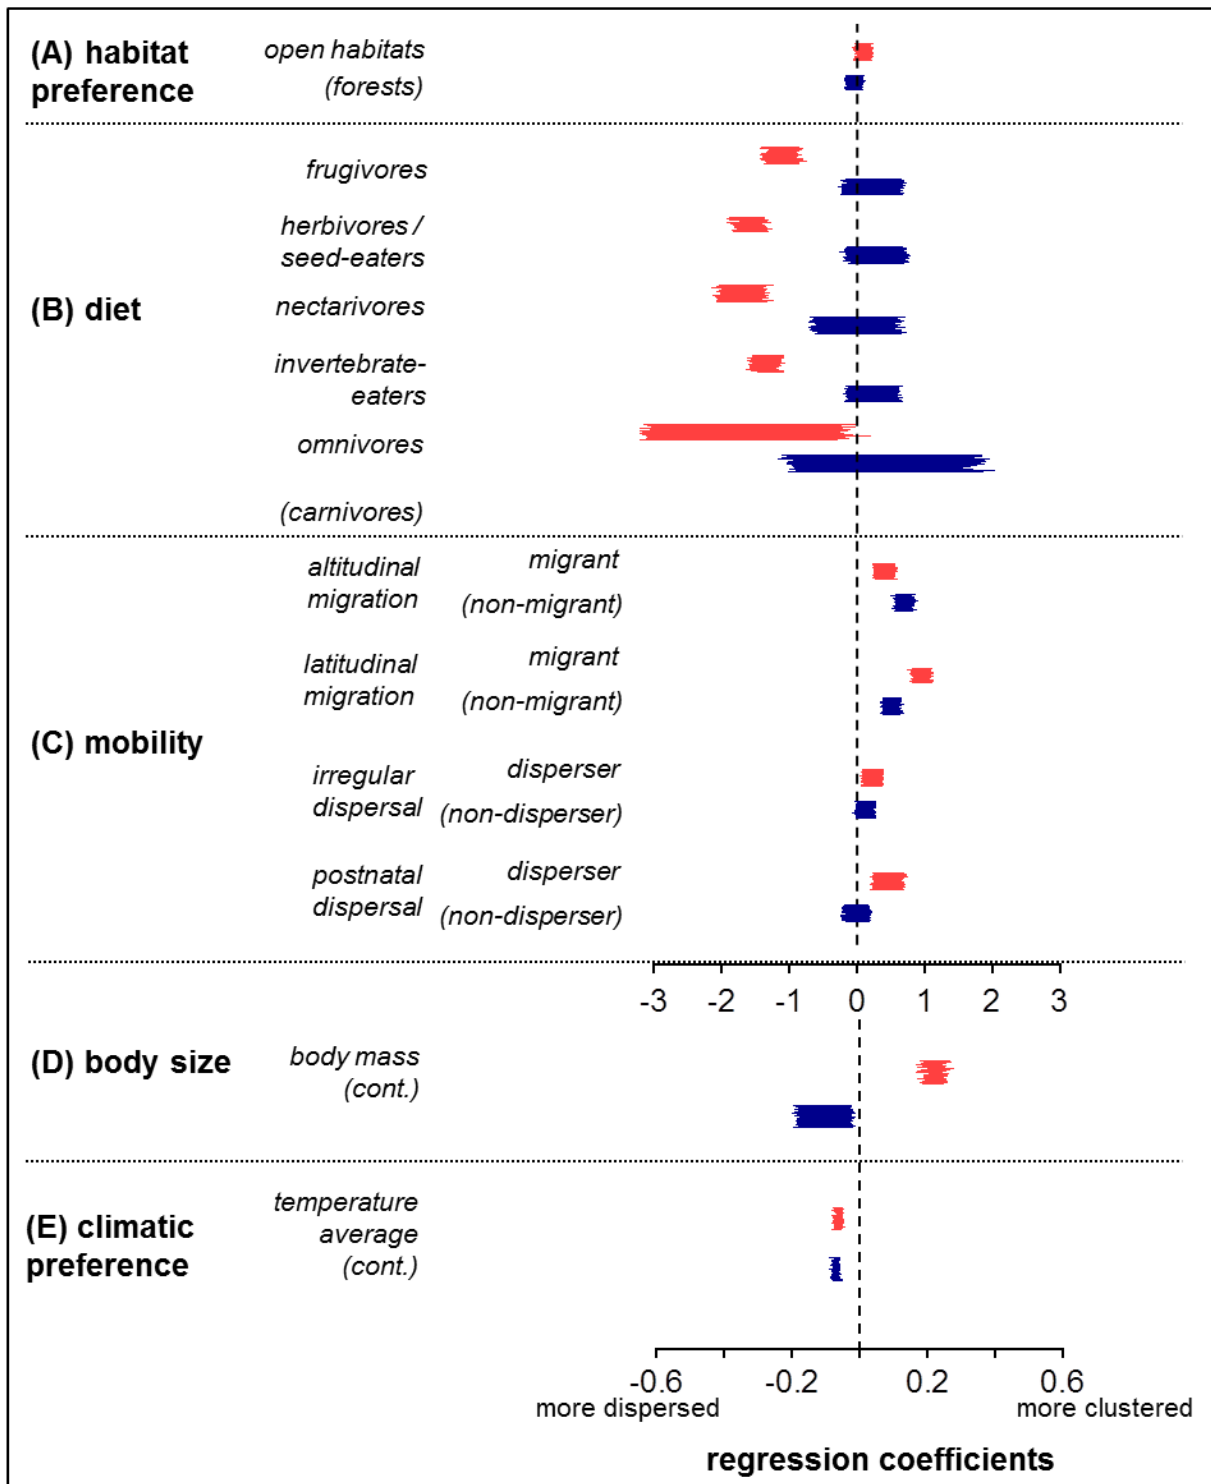 (A) habitat
preference
open habitats
(forests)
(B) diet
frugivores
herbivores /
seed-eaters
nectarivores
invertebrate-
eaters
omnivores
(carnivores)
(C) mobility
altitudinal
migration
migrant
(non-migrant)
latitudinal
migration
migrant
(non-migrant)
irregular
dispersal
disperser
(non-disperser)
postnatal
dispersal
disperser
(non-disperser)
-3 -2 -1 0 1 2 3
(D) body size
body mass
(cont.)
(E) climatic
preference
temperature
average
(cont.)
-0.6 -0.2 0.2 0.6
more dispersed more clustered
regression coefficients